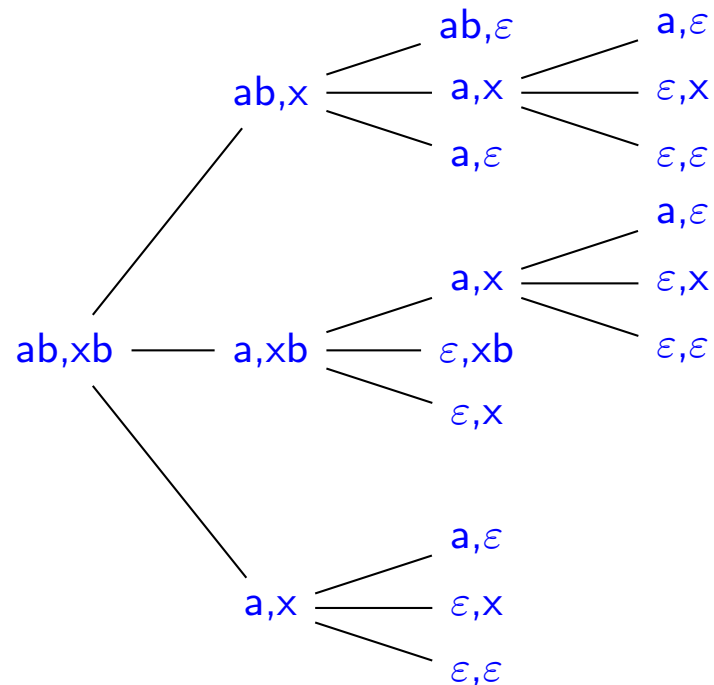 ab,ε
a,ε
ab,x
a,x
ε,x
a,ε
ε,ε
a,ε
a,x
ε,x
ab,xb
a,xb
ε,xb
ε,ε
ε,x
a,ε
a,x
ε,x
ε,ε